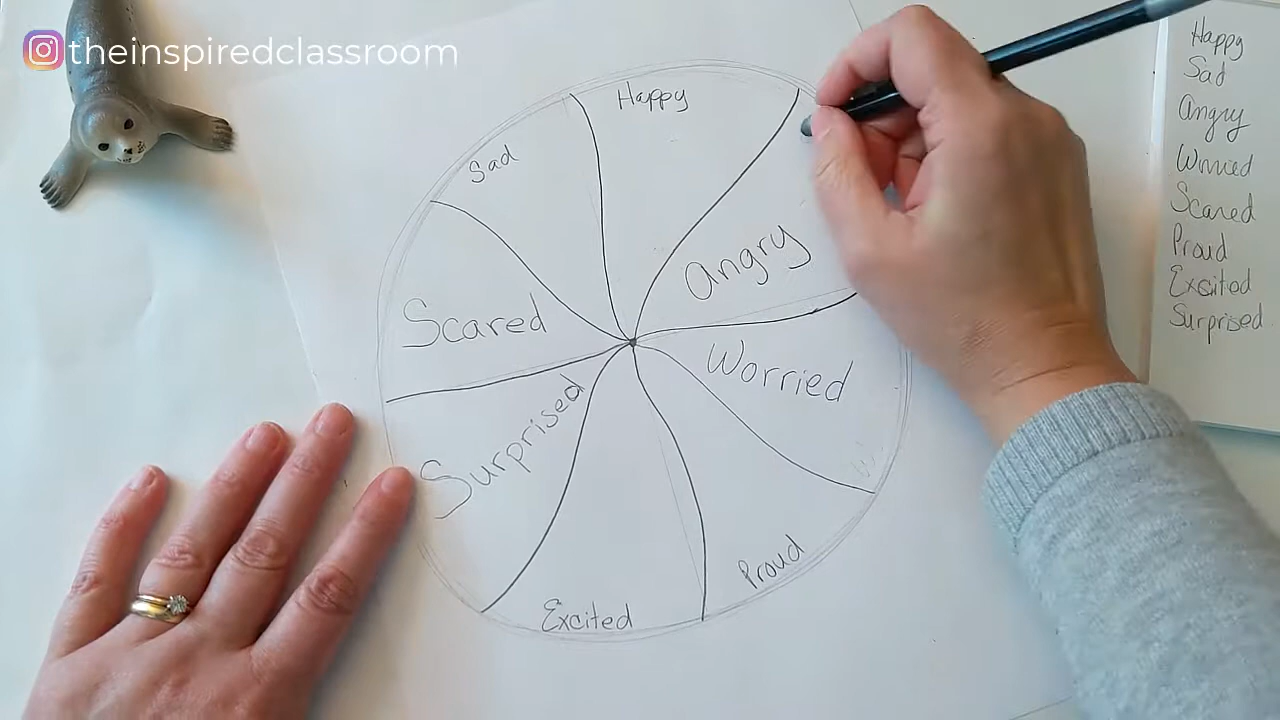 theinspiredclassroom
Happy
Sad
Angry
Worried
Scared
Proud
Excited
Surprised
Happy
Sad
Angry
Scared
Worried
Surprised
Proud
Excited